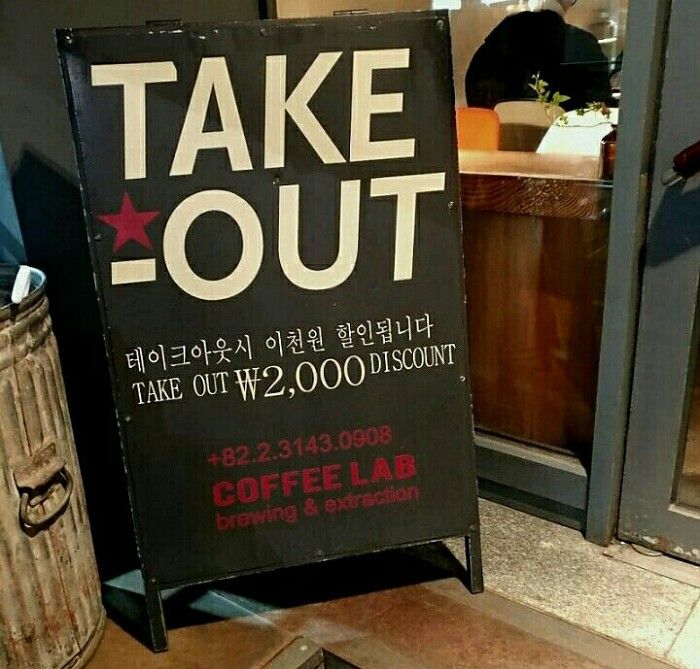 TAKE
-OUT
테이크아웃시 이천원 할인됩니다
TAKE OUT ₩2,000 DISCOUNT
+82.2.3143.0908
COFFEE LAB
brewing & extraction